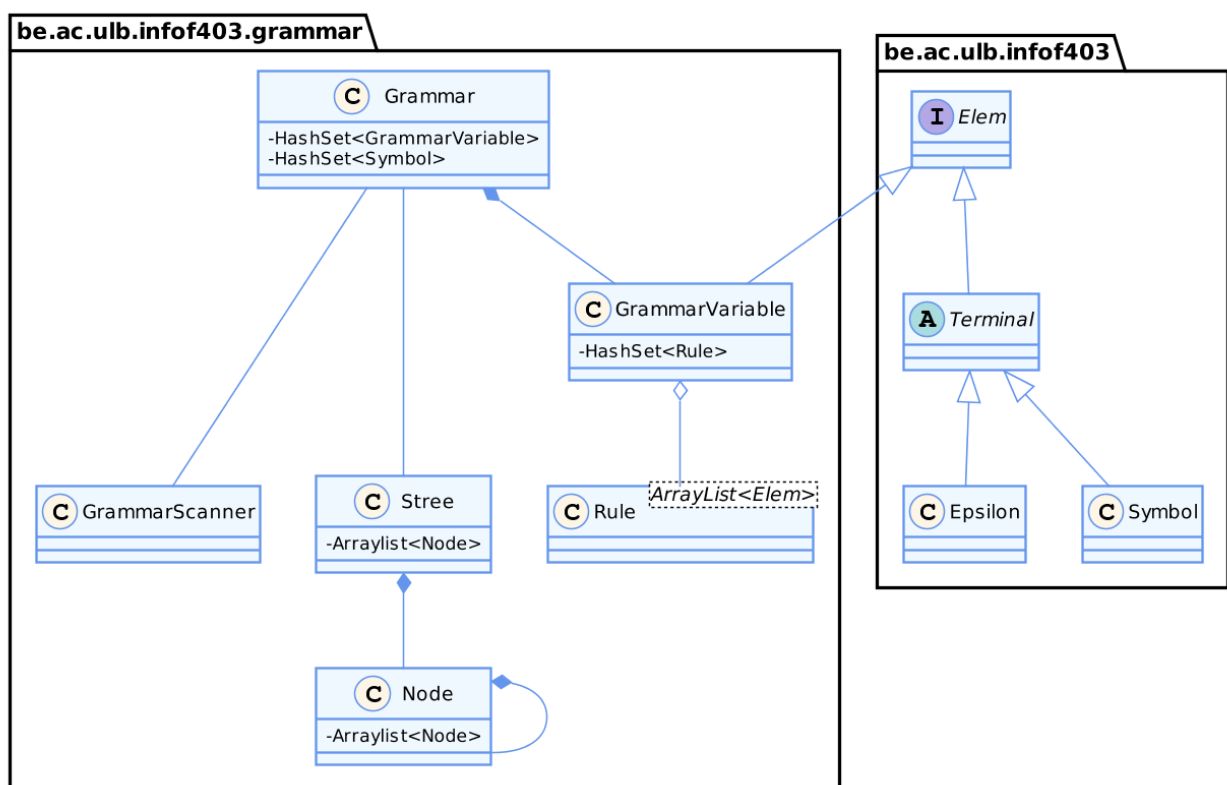 be.ac.ulb.infof403.grammar
be.ac.ulb.infof403
C Grammar
-HashSet<GrammarVariable>
-HashSet<Symbol>
I Elem
C GrammarVariable
-HashSet<Rule>
A Terminal
C GrammarScanner
C Stree
-Arraylist<Node>
ArrayList<Elem>
C Rule
C Epsilon
C Symbol
C Node
-Arraylist<Node>